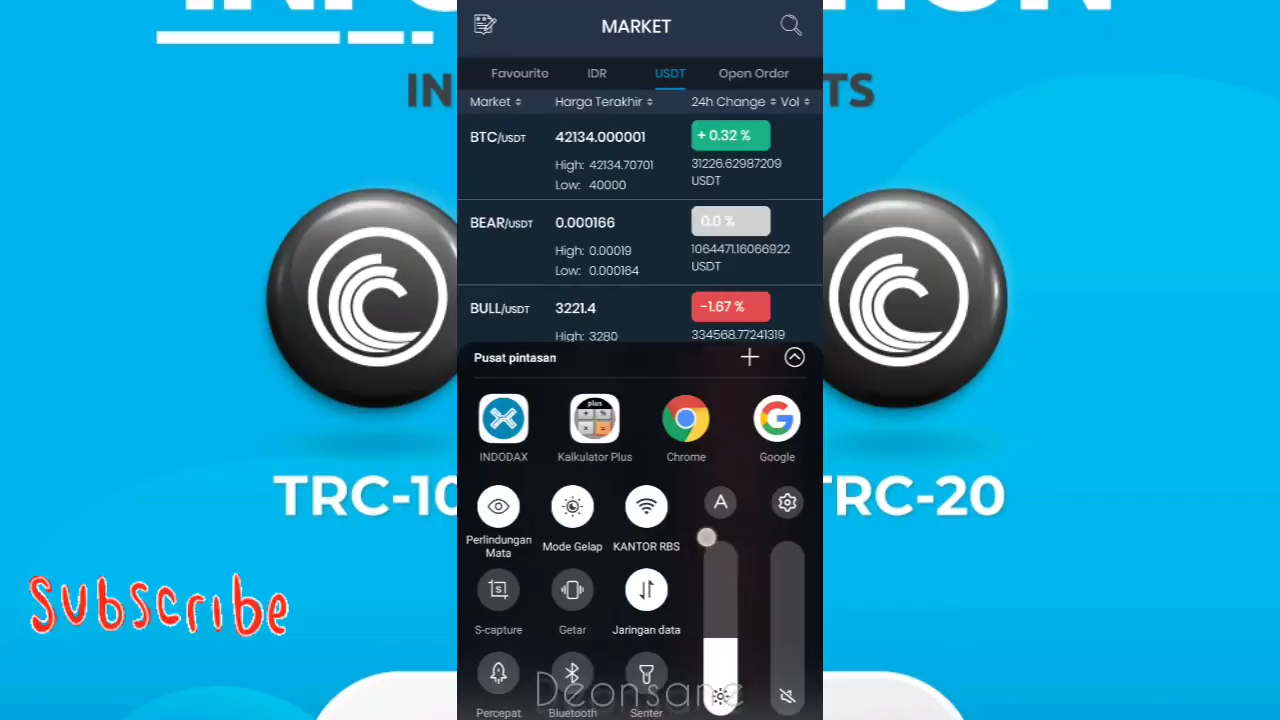 MARKET
Favourite IDR USDT Open Order
Market Harga Terakhir 24h Change Vol
BTC/USDT 42134.000001 + 0.32 %
High: 42134.70701 31226.62987209
Low: 40000 USDT
BEAR/USDT 0.000166 0.0 %
High: 0.00019 1064471.16066922
Low: 0.000164 USDT
BULL/USDT 3221.4 -1.67 %
High: 3280 334568.77241319
Pusat pintasan
INDODAX plus Kalkulator Plus Chrome Google
TRC-10
TRC-20
A
Perlindungan Mata Mode Gelap KANTOR RBS
Subscribe
S
S-capture Getar Jaringan data
Percepat Bluetooth Senter
Deonsane